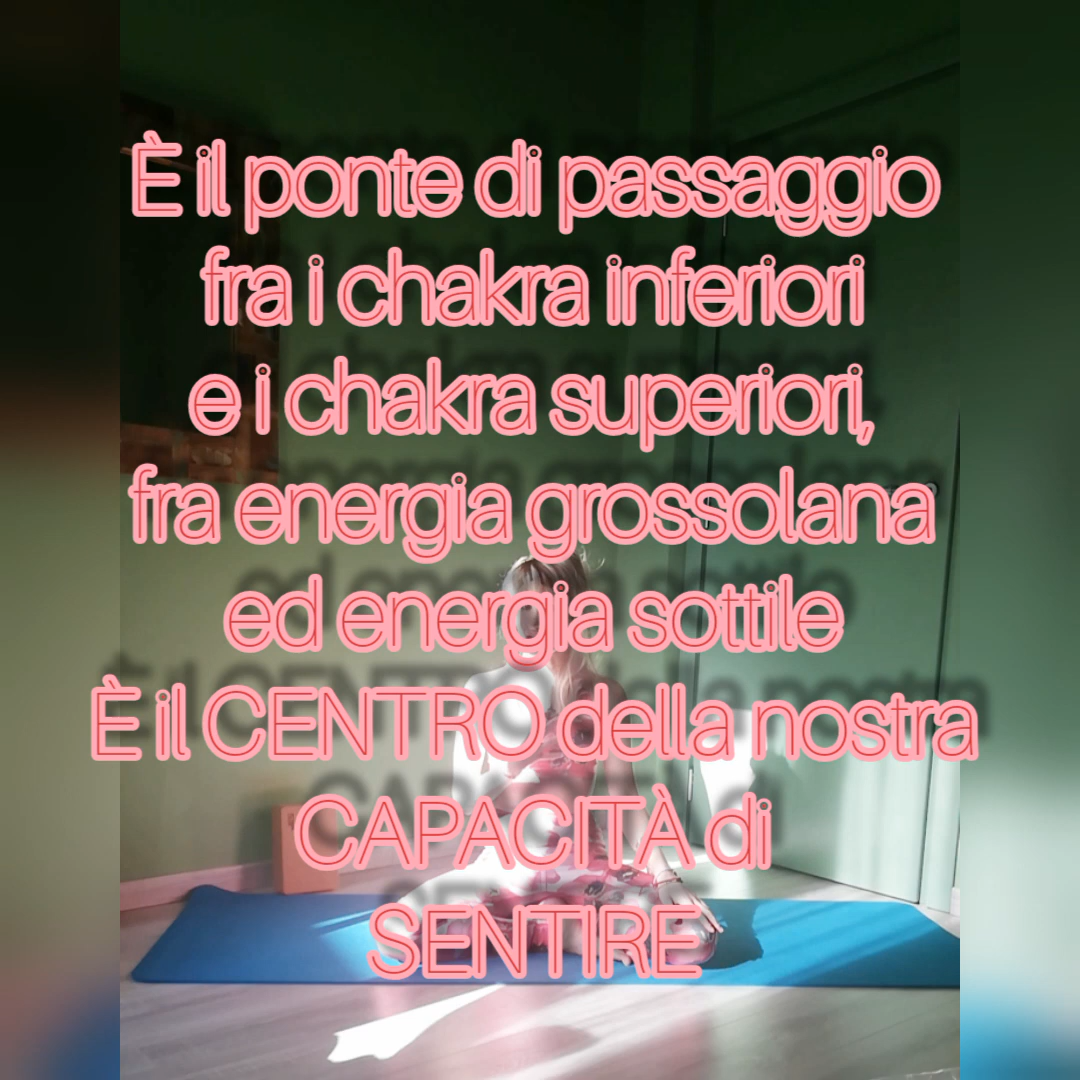 È il ponte di passaggio
fra i chakra inferiori
e i chakra superiori,
fra energia grossolana
ed energia sottile
È il CENTRO della nostra
CAPACITÀ di
SENTIRE